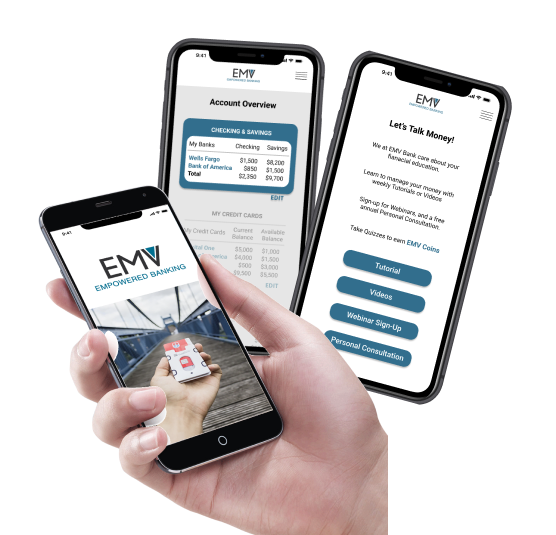 9:41
EMV
EMPOWERED BANKING
Account Overview
CHECKING & SAVINGS
My Banks Checking Savings
Wells Fargo $1,500 $8,200
Bank of America $850 $1,500
Total $2,350 $9,700
EDIT
MY CREDIT CARDS
My Credit Cards Current Balance Available Balance
$5,000 $1,000
$4,000 $1,500
$500 $3,000
$9,500 $5,500
EDIT
9:41
EMV
EMPOWERED BANKING
Let's Talk Money!
We at EMV Bank care about your
fianacial education.
Learn to manage your money with
weekly Tutorials or Videos
Sign-up for Webinars, and a free
annual Personal Consultation.
Take Quizzes to earn EMV Coins
Tutorial
Videos
Webinar Sign-Up
Personal Consultation
9:41
EMV
EMPOWERED BANKING